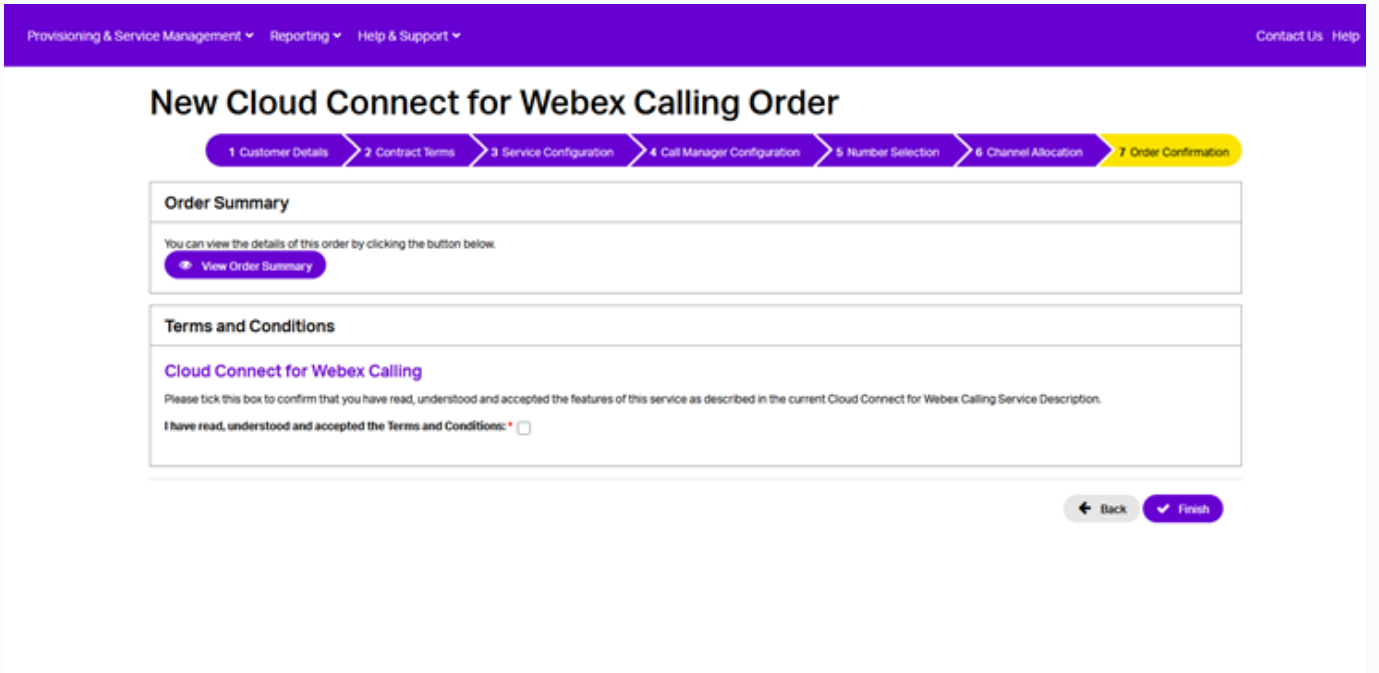 Provisioning & Service Management Reporting Help & Support Contact Us Help
New Cloud Connect for Webex Calling Order
1 Customer Details 2 Contract Terms 3 Service Configuration 4 Call Manager Configuration 5 Number Selection 6 Channel Allocation 7 Order Confirmation
Order Summary
You can view the details of this order by clicking the button below.
View Order Summary
Terms and Conditions
Cloud Connect for Webex Calling
Please tick this box to confirm that you have read, understood and accepted the features of this service as described in the current Cloud Connect for Webex Calling Service Description.
I have read, understood and accepted the Terms and Conditions: *
Back Finish